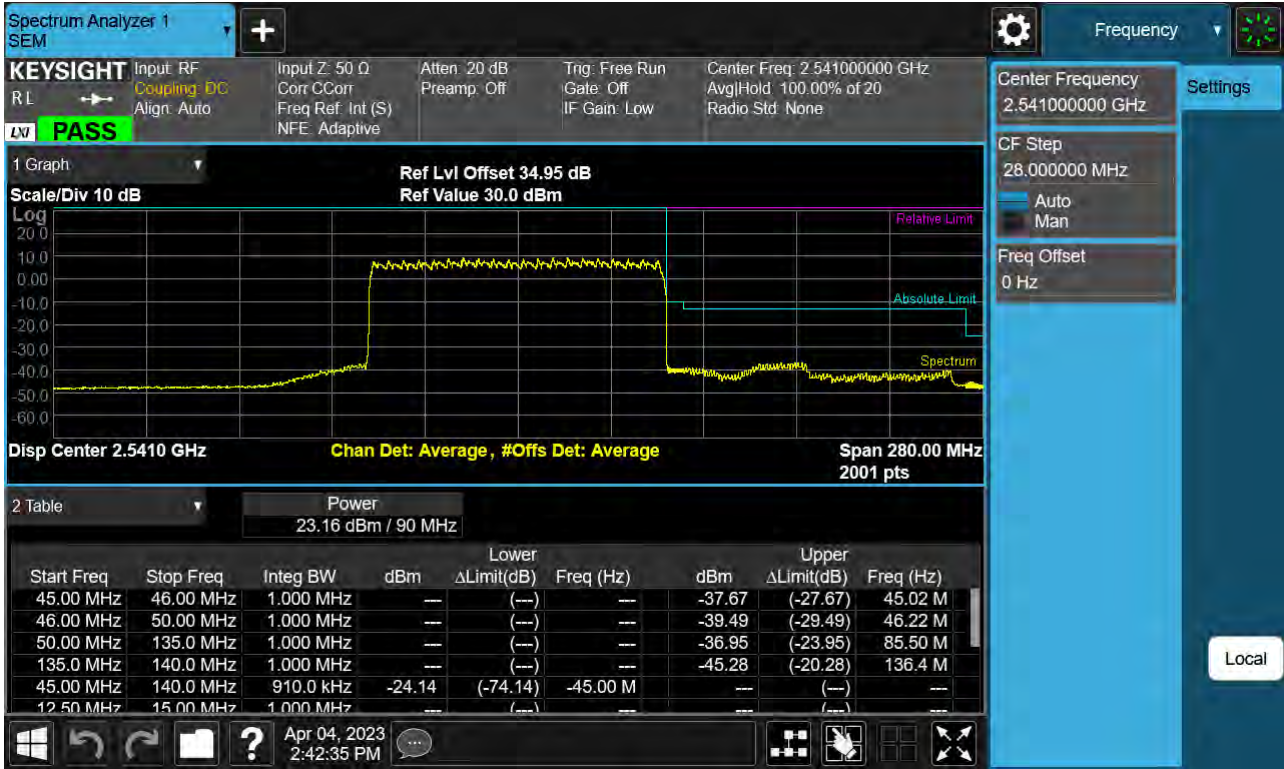 Spectrum Analyzer 1
SEM
Frequency
KEYSIGHT
RL
LXI
PASS
Input: RF
Coupling: DC
Align: Auto
Input Z: 50 Ω
Corr CCorr
Freq Ref: Int (S)
NFE: Adaptive
Atten: 20 dB
Preamp: Off
Trig: Free Run
Gate: Off
IF Gain: Low
Center Freq: 2.541000000 GHz
Avg|Hold: 100.00% of 20
Radio Std: None
Center Frequency
2.541000000 GHz
Settings
CF Step
28.000000 MHz
Auto
Man
Freq Offset
0 Hz
Local
1 Graph
Scale/Div 10 dB
Ref Lvl Offset 34.95 dB
Ref Value 30.0 dBm
Log
20.0
10.0
0.00
-10.0
-20.0
-30.0
-40.0
-50.0
-60.0
Relative Limit
Absolute Limit
Spectrum
Disp Center 2.5410 GHz
Chan Det: Average , #Offs Det: Average
Span 280.00 MHz
2001 pts
2 Table
Power
23.16 dBm / 90 MHz
Lower Upper
Start Freq Stop Freq Integ BW dBm ΔLimit(dB) Freq (Hz) dBm ΔLimit(dB) Freq (Hz)
45.00 MHz 46.00 MHz 1.000 MHz --- (---) --- -37.67 (-27.67) 45.02 M
46.00 MHz 50.00 MHz 1.000 MHz --- (---) --- -39.49 (-29.49) 46.22 M
50.00 MHz 135.0 MHz 1.000 MHz --- (---) --- -36.95 (-23.95) 85.50 M
135.0 MHz 140.0 MHz 1.000 MHz --- (---) --- -45.28 (-20.28) 136.4 M
45.00 MHz 140.0 MHz 910.0 kHz -24.14 (-74.14) -45.00 M --- (---) ---
12.50 MHz 15.00 MHz 1.000 MHz --- (---) --- --- (---) ---
Apr 04, 2023
2:42:35 PM